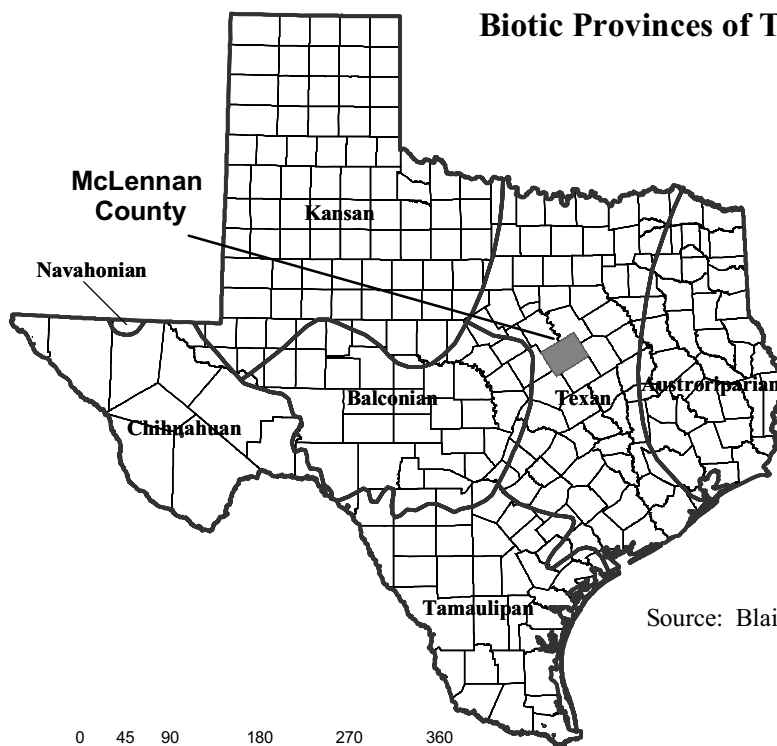 Biotic Provinces of T
McLennan
County
Kansan
Navahonian
Balconian
Texan
Austroriparian
Chihuahuan
Tamaulipan
Source: Blai
0 45 90 180 270 360